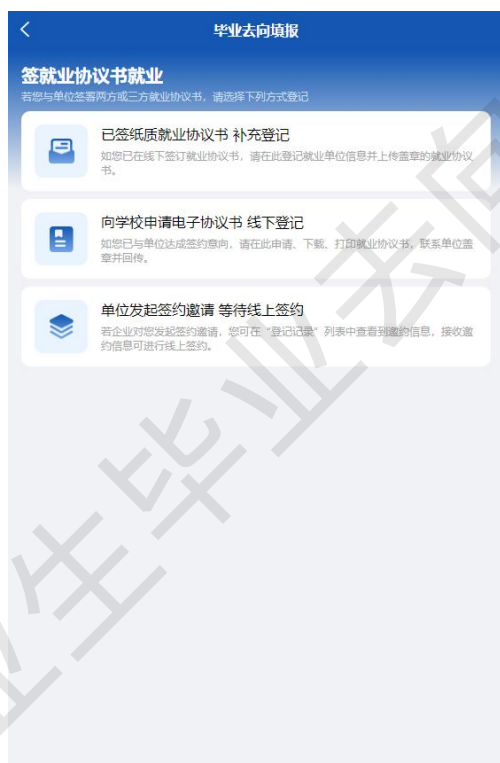 毕业去向填报
签就业协议书就业
若您与单位签署两方或三方就业协议书，请选择下列方式登记
已签纸质就业协议书 补充登记
如您已在线下签订就业协议书，请在此登记就业单位信息并上传盖章的就业协议
书。
向学校申请电子协议书 线下登记
如您已与单位达成签约意向，请在此申请、下载、打印就业协议书，联系单位盖
章并回传。
单位发起签约邀请 等待线上签约
若企业对您发起签约邀请，您可在“登记记录”列表中查看到邀约信息，接收邀
约信息可进行线上签约。
业生毕业去向